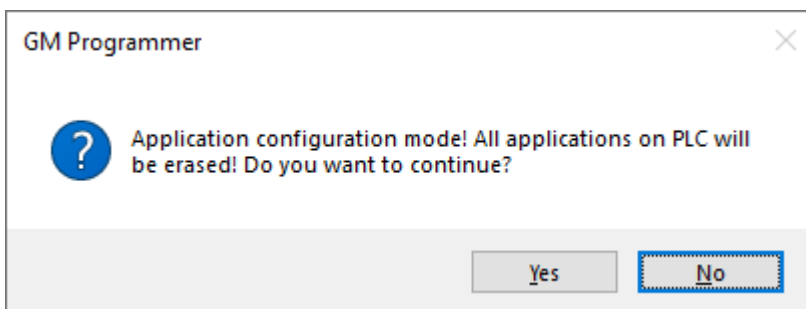 GM Programmer
?
Application configuration mode! All applications on PLC will
be erased! Do you want to continue?
Yes
No